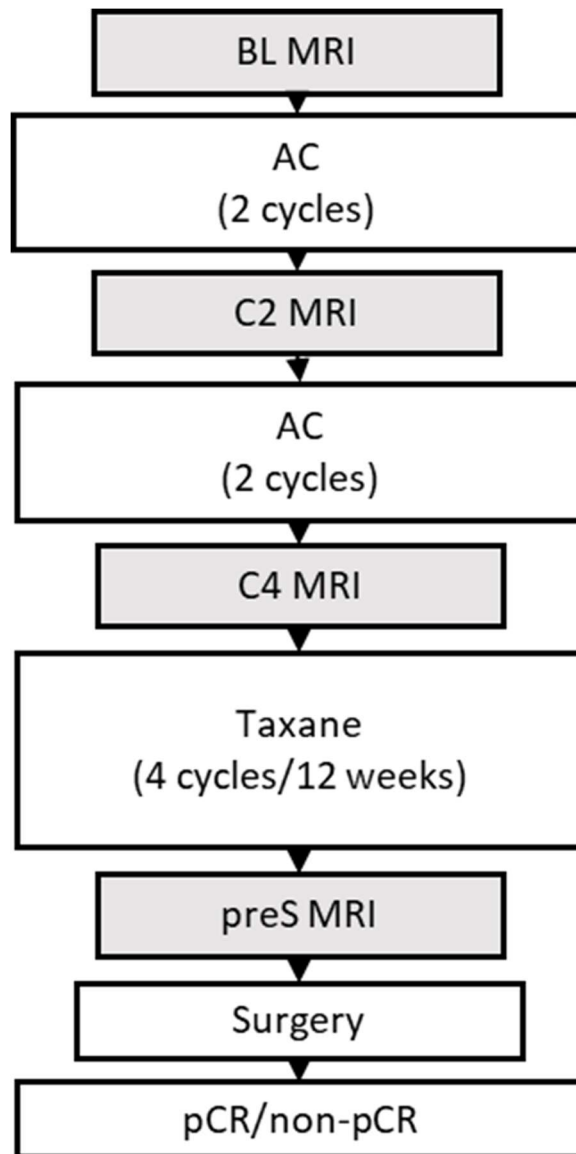 BL MRI
AC
(2 cycles)
C2 MRI
AC
(2 cycles)
C4 MRI
Taxane
(4 cycles/12 weeks)
preS MRI
Surgery
pCR/non-pCR